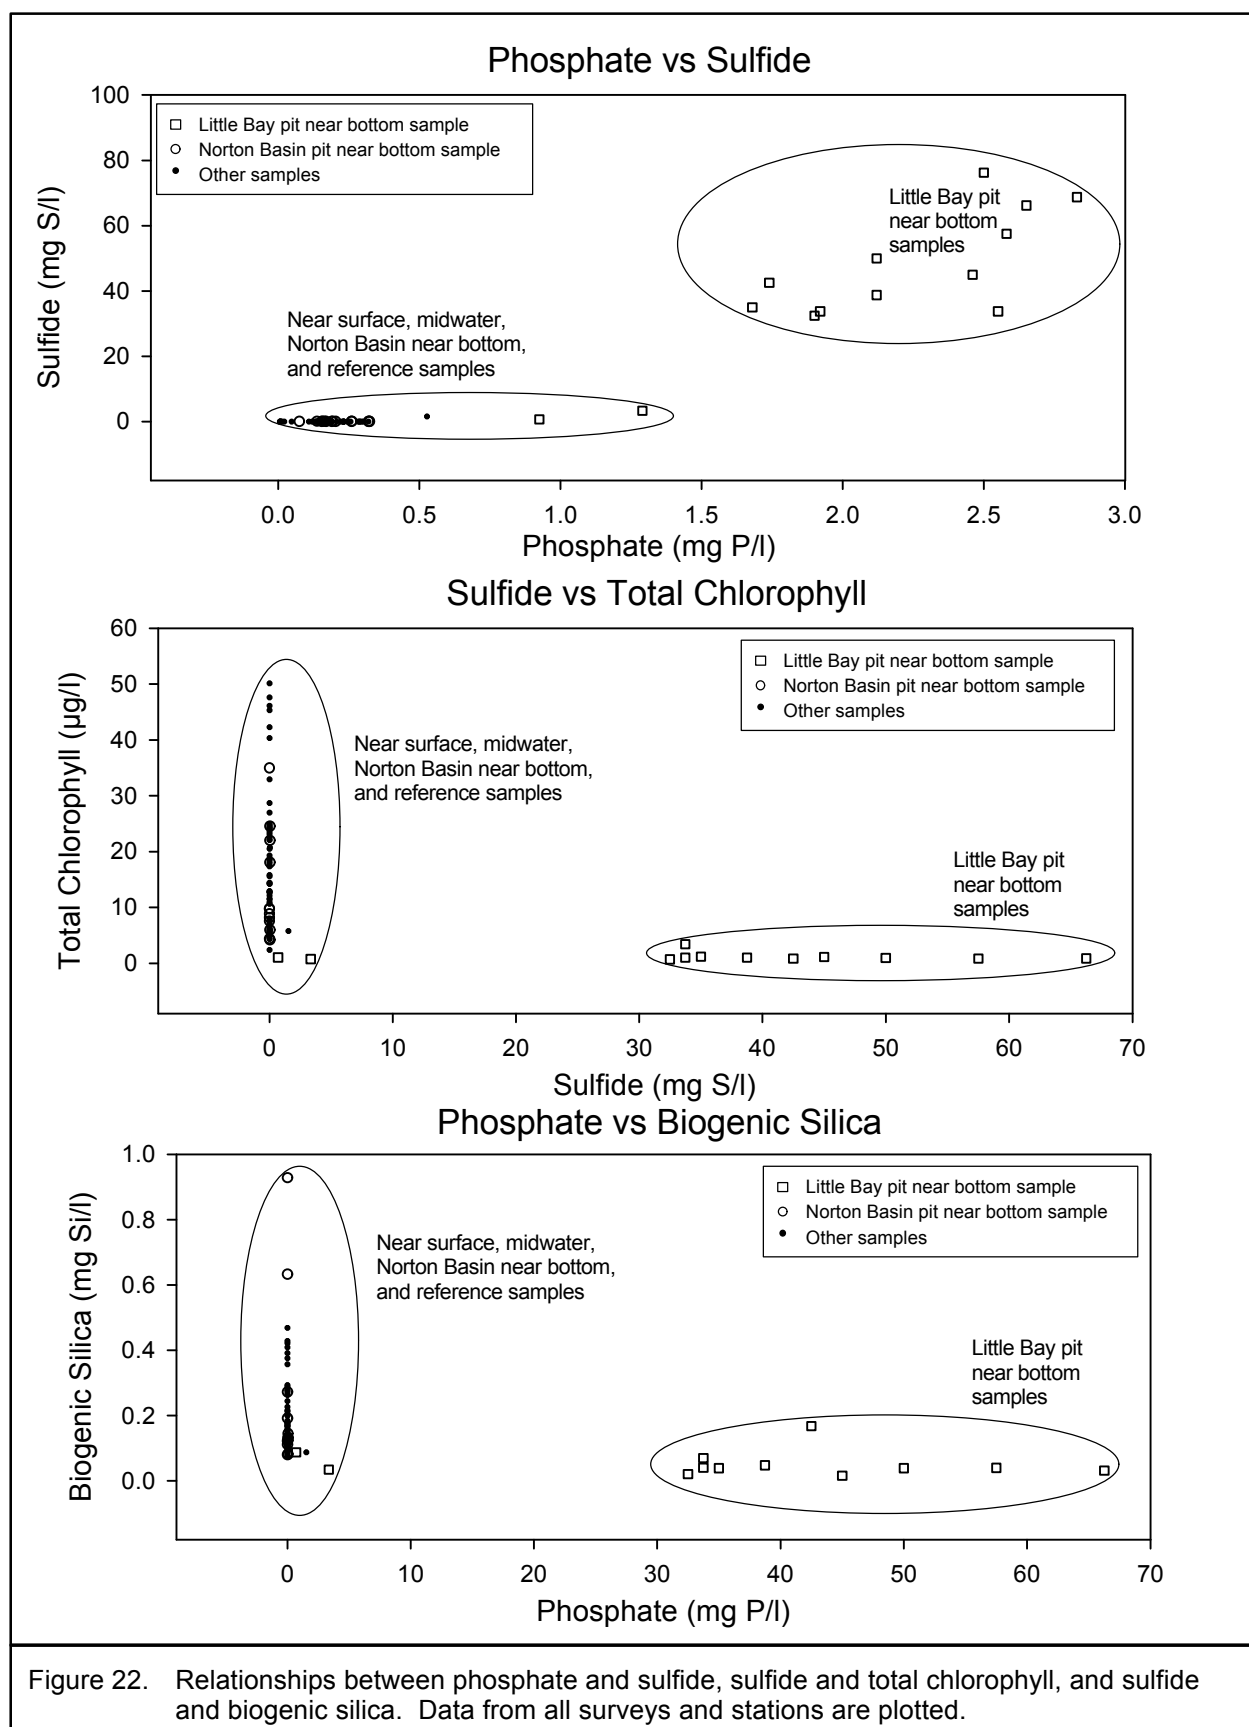 Phosphate vs Sulfide
100
80
60
40
20
0
Sulfide (mg S/l)
Little Bay pit near bottom sample
Norton Basin pit near bottom sample
Other samples
Little Bay pit
near bottom
samples
Near surface, midwater,
Norton Basin near bottom,
and reference samples
0.0 0.5 1.0 1.5 2.0 2.5 3.0
Phosphate (mg P/l)
Sulfide vs Total Chlorophyll
60
50
40
30
20
10
0
Total Chlorophyll (µg/l)
Little Bay pit near bottom sample
Norton Basin pit near bottom sample
Other samples
Near surface, midwater,
Norton Basin near bottom,
and reference samples
Little Bay pit
near bottom
samples
0 10 20 30 40 50 60 70
Sulfide (mg S/l)
Phosphate vs Biogenic Silica
1.0
0.8
0.6
0.4
0.2
0.0
Biogenic Silica (mg Si/l)
Little Bay pit near bottom sample
Norton Basin pit near bottom sample
Other samples
Near surface, midwater,
Norton Basin near bottom,
and reference samples
Little Bay pit
near bottom
samples
0 10 20 30 40 50 60 70
Phosphate (mg P/l)
Figure 22. Relationships between phosphate and sulfide, sulfide and total chlorophyll, and sulfide
and biogenic silica. Data from all surveys and stations are plotted.